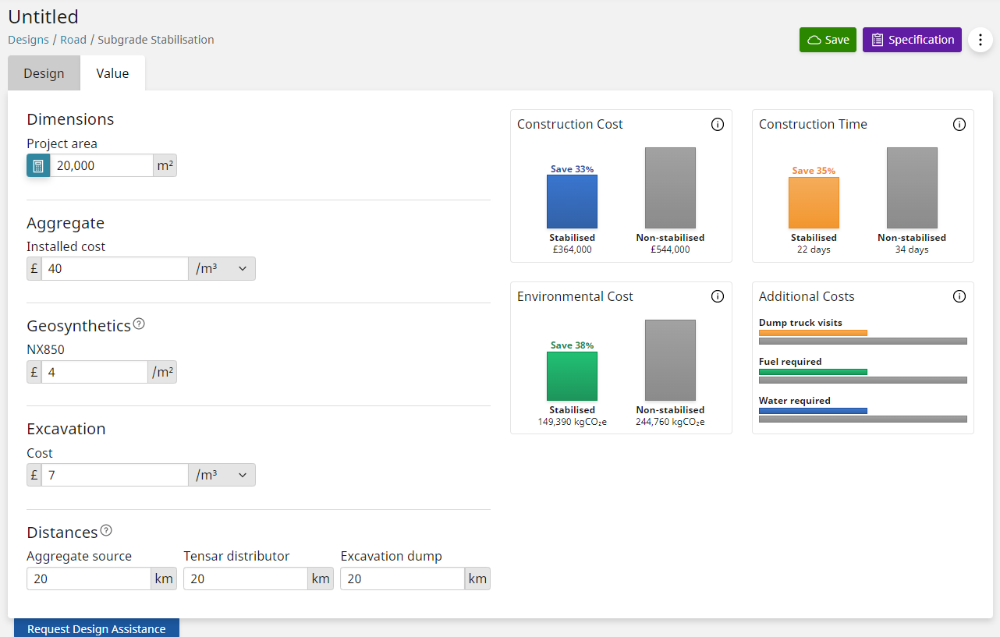 Untitled
Designs / Road / Subgrade Stabilisation
Save
Specification
Design
Value
Dimensions
Project area
20,000 m²
Aggregate
Installed cost
£ 40 /m³
Geosynthetics ?
NX850
£ 4 /m²
Excavation
Cost
£ 7 /m³
Distances ?
Aggregate source
20 km
Tensar distributor
20 km
Excavation dump
20 km
Request Design Assistance
Construction Cost
Save 33%
Stabilised
£364,000
Non-stabilised
£544,000
Construction Time
Save 35%
Stabilised
22 days
Non-stabilised
34 days
Environmental Cost
Save 38%
Stabilised
149,390 kgCO₂e
Non-stabilised
244,760 kgCO₂e
Additional Costs
Dump truck visits
Fuel required
Water required